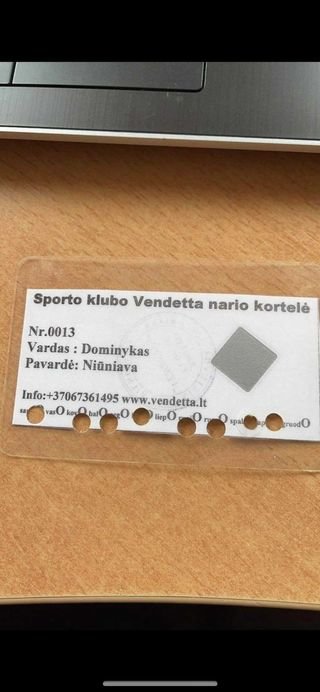 Sporto klubo Vendetta nario kortelė
Nr.0013
Vardas : Dominykas
Pavardė: Niūniava
Info:+37067361495 www.vendetta.lt
vasO kovO balO liepO spal gruodO